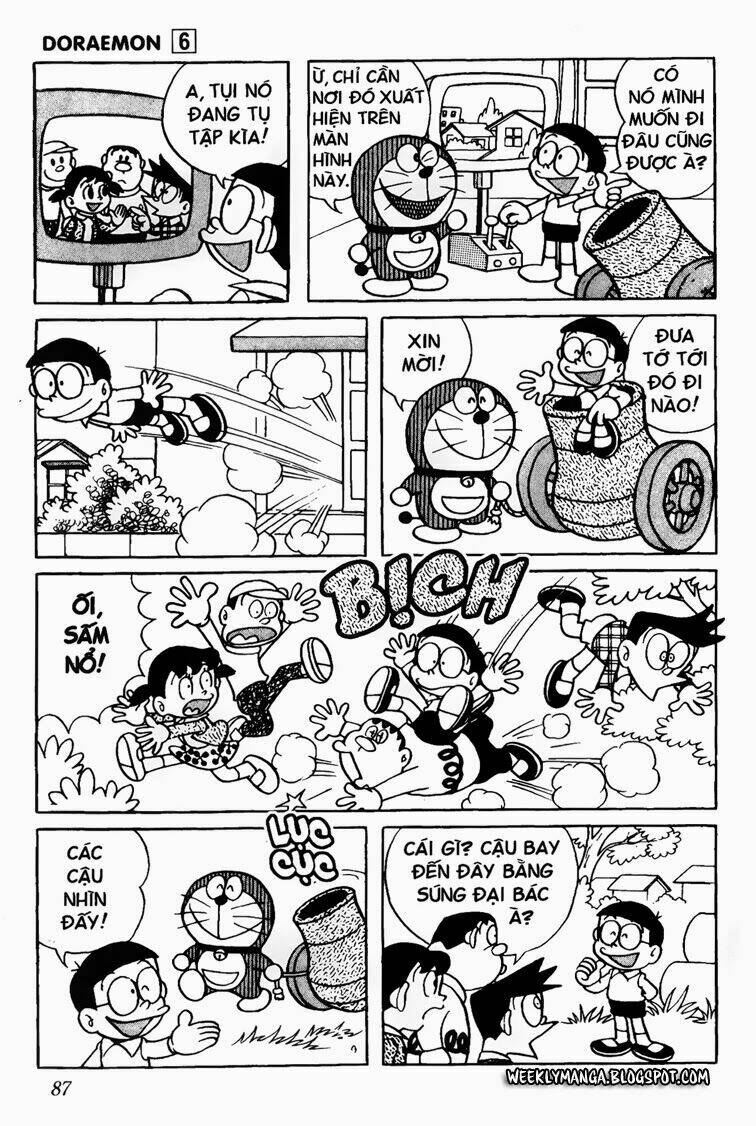 DORAEMON 6
CÓ
NÓ MÌNH
MUỐN ĐI
ĐÂU CŨNG
ĐƯỢC À?
Ừ, CHỈ CẦN
NƠI ĐÓ XUẤT
HIỆN TRÊN
MÀN
HÌNH
NÀY.
A, TỤI NÓ
ĐANG TỤ
TẬP KÌA!
ĐƯA
TỚ TỚI
ĐÓ ĐI
NÀO!
XIN
MỜI!
BỊCH
ỐI,
SẤM
NỔ!
CÁI GÌ? CẬU BAY
ĐẾN ĐÂY BẰNG
SÚNG ĐẠI BÁC
À?
LỤC
CỤC
CÁC
CẬU
NHÌN
ĐẤY!
87
WEEKLYMANGA.BLOGSPOT.COM